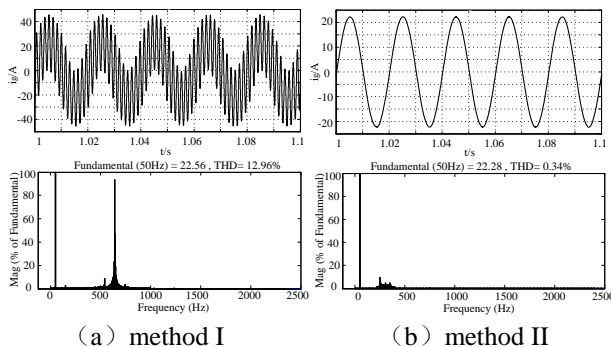 40
20
0
-20
-40
ig/A
1 1.02 1.04 1.06 1.08 1.1
t/s
Fundamental (50Hz) = 22.56 , THD= 12.96%
100
80
60
40
20
0
Mag (% of Fundamental)
0 500 1000 1500 2000 2500
Frequency (Hz)
(a) method I
20
10
0
-10
-20
ig/A
1 1.02 1.04 1.06 1.08 1.1
t/s
Fundamental (50Hz) = 22.28 , THD= 0.34%
100
80
60
40
20
0
Mag (% of Fundamental)
0 500 1000 1500 2000 2500
Frequency (Hz)
(b) method II